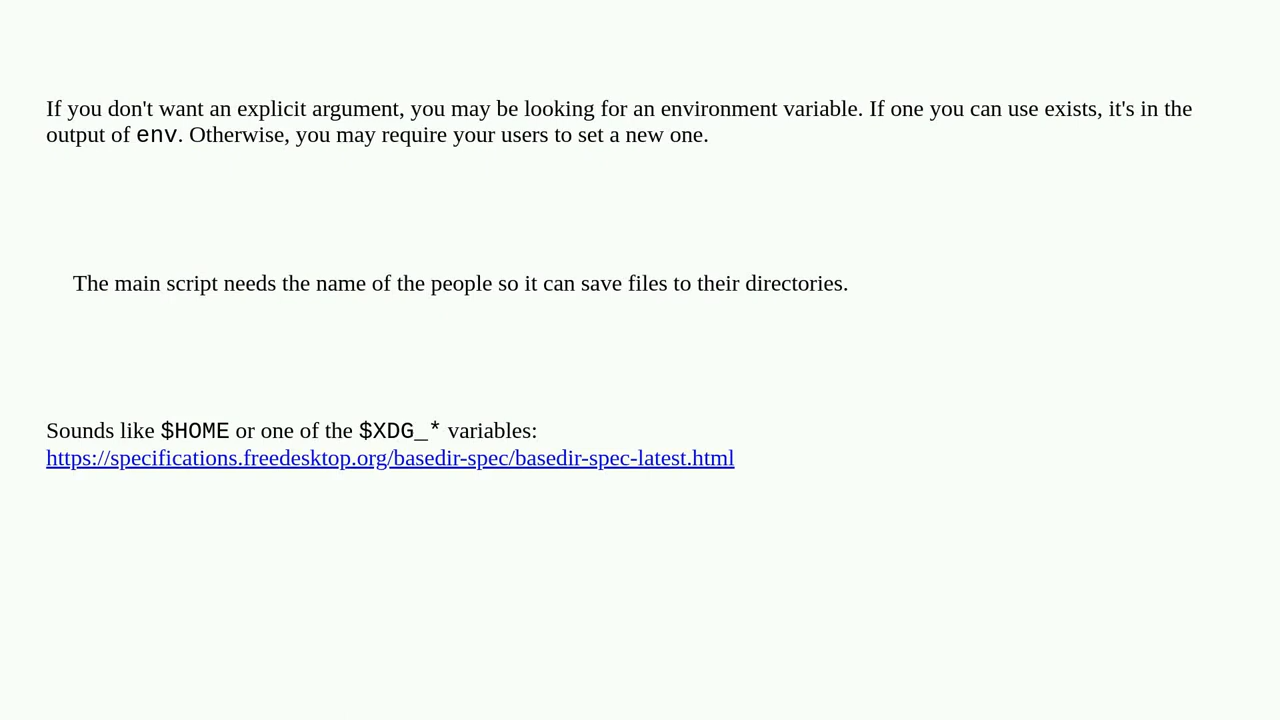 If you don't want an explicit argument, you may be looking for an environment variable. If one you can use exists, it's in the
output of env. Otherwise, you may require your users to set a new one.
The main script needs the name of the people so it can save files to their directories.
Sounds like $HOME or one of the $XDG_* variables:
https://specifications.freedesktop.org/basedir-spec/basedir-spec-latest.html